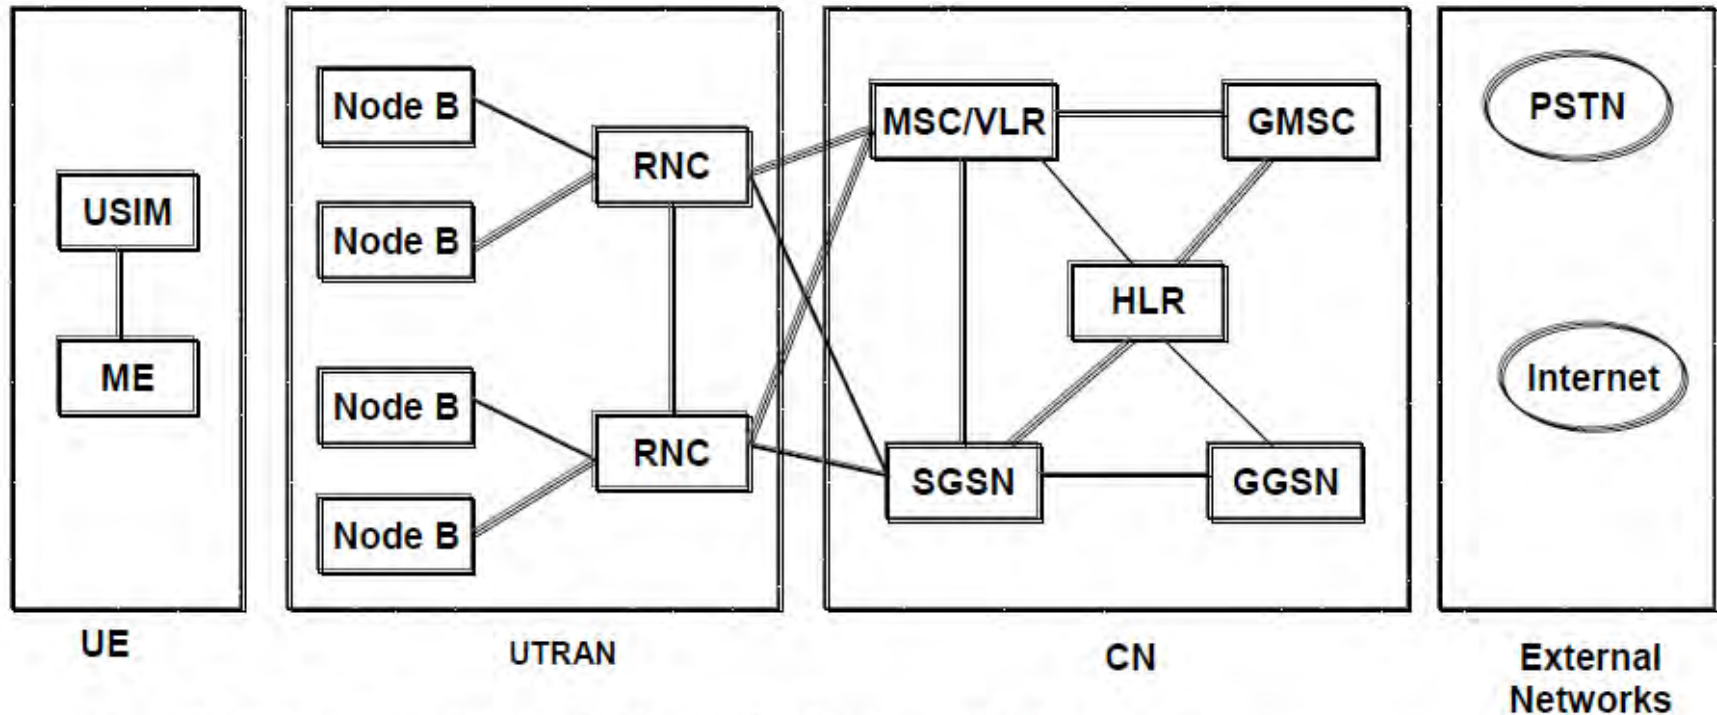 USIM
ME
UE
Node B
Node B
Node B
Node B
RNC
RNC
UTRAN
MSC/VLR
GMSC
HLR
SGSN
GGSN
CN
PSTN
Internet
External
Networks